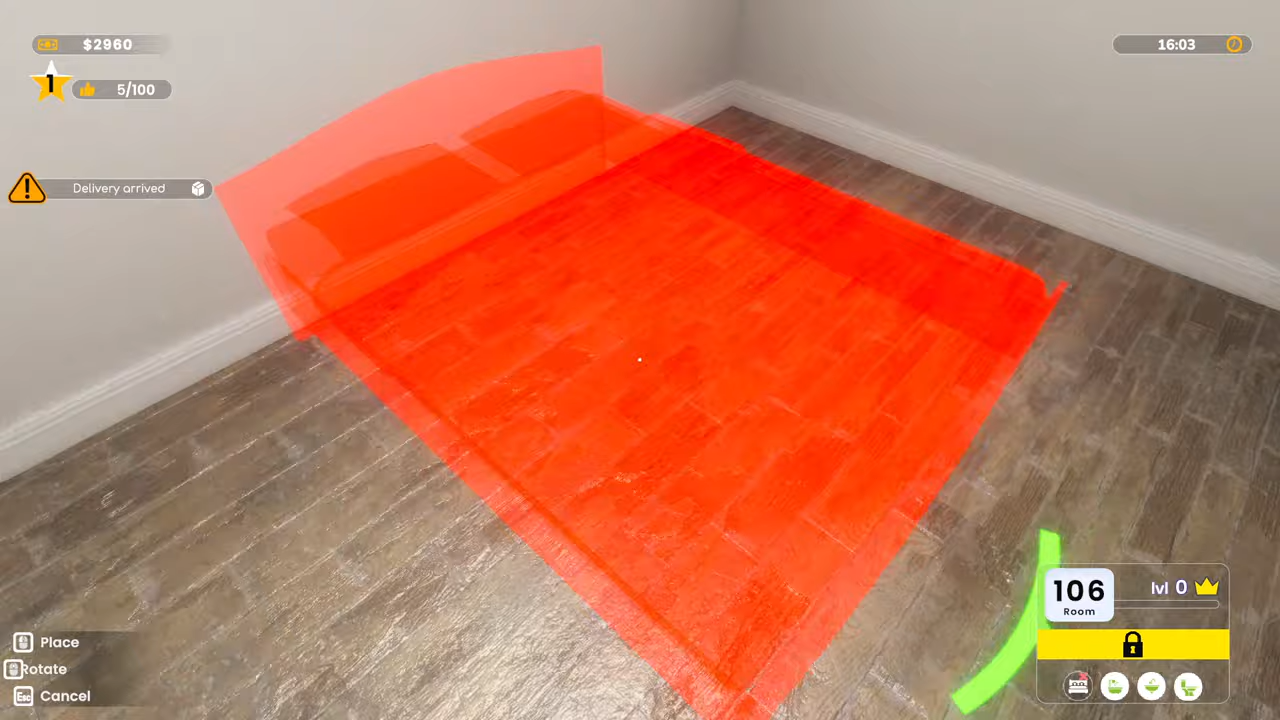 $2960
16:03
1
5/100
Delivery arrived
106
Room
lvl 0
Place
Rotate
Esc Cancel